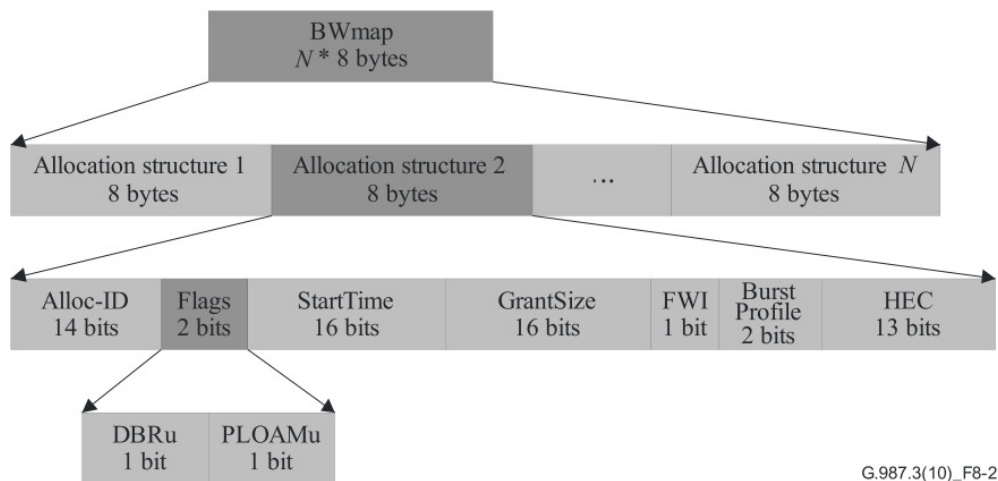 BWmap
N * 8 bytes
Allocation structure 1
8 bytes
Allocation structure 2
8 bytes
...
Allocation structure N
8 bytes
Alloc-ID
14 bits
Flags
2 bits
StartTime
16 bits
GrantSize
16 bits
FWI
1 bit
Burst
Profile
2 bits
HEC
13 bits
DBRu
1 bit
PLOAMu
1 bit
G.987.3(10)_F8-2